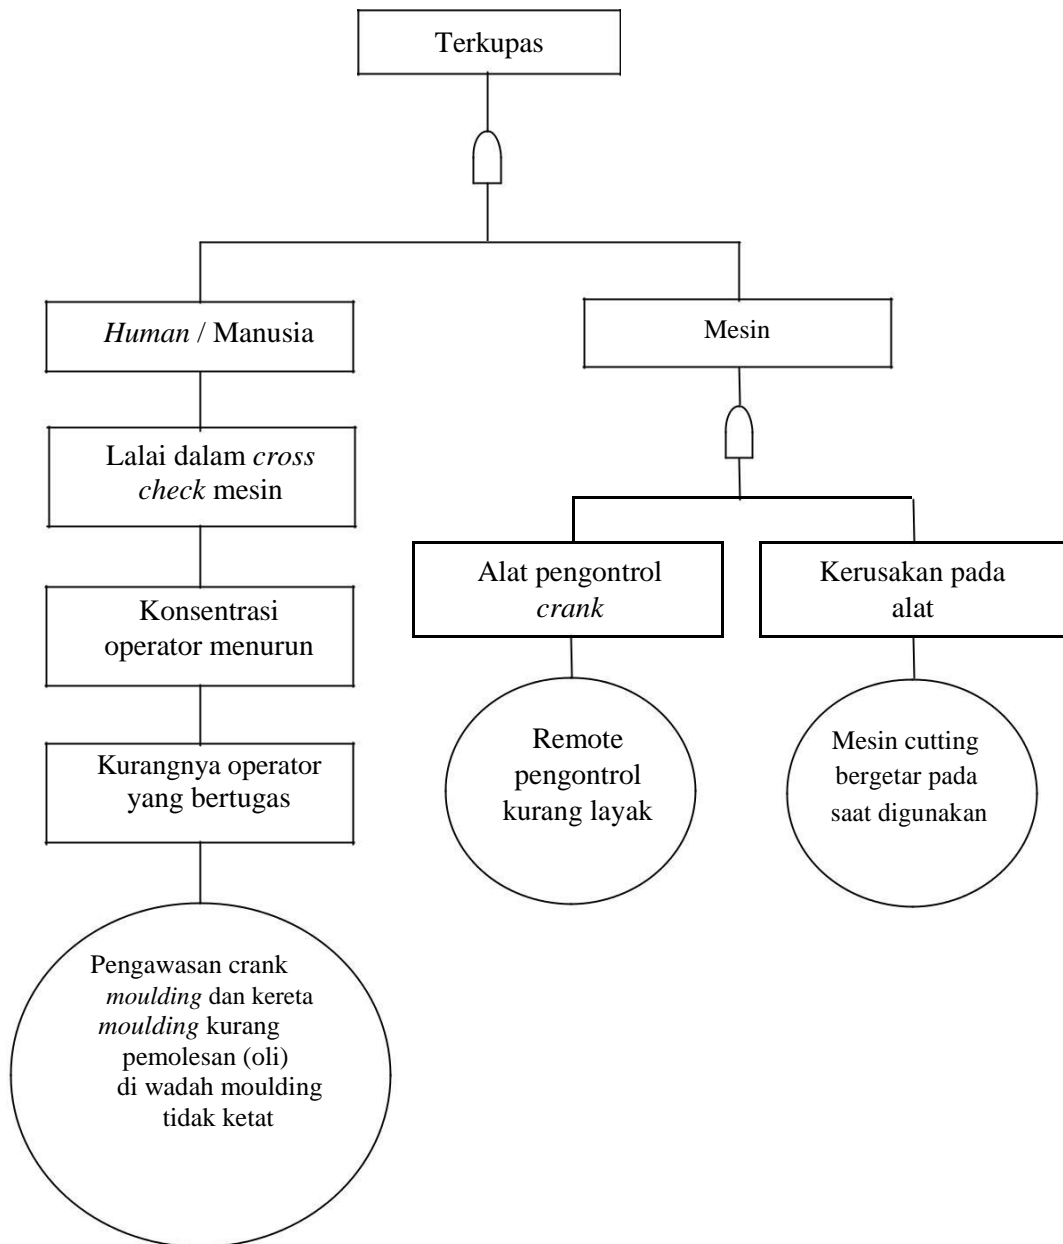 Terkupas
Human / Manusia
Mesin
Lalai dalam cross
check mesin
Alat pengontrol
crank
Kerusakan pada
alat
Konsentrasi
operator menurun
Remote
pengontrol
kurang layak
Mesin cutting
bergetar pada
saat digunakan
Kurangnya operator
yang bertugas
Pengawasan crank
moulding dan kereta
moulding kurang
pemolesan (oli)
di wadah moulding
tidak ketat